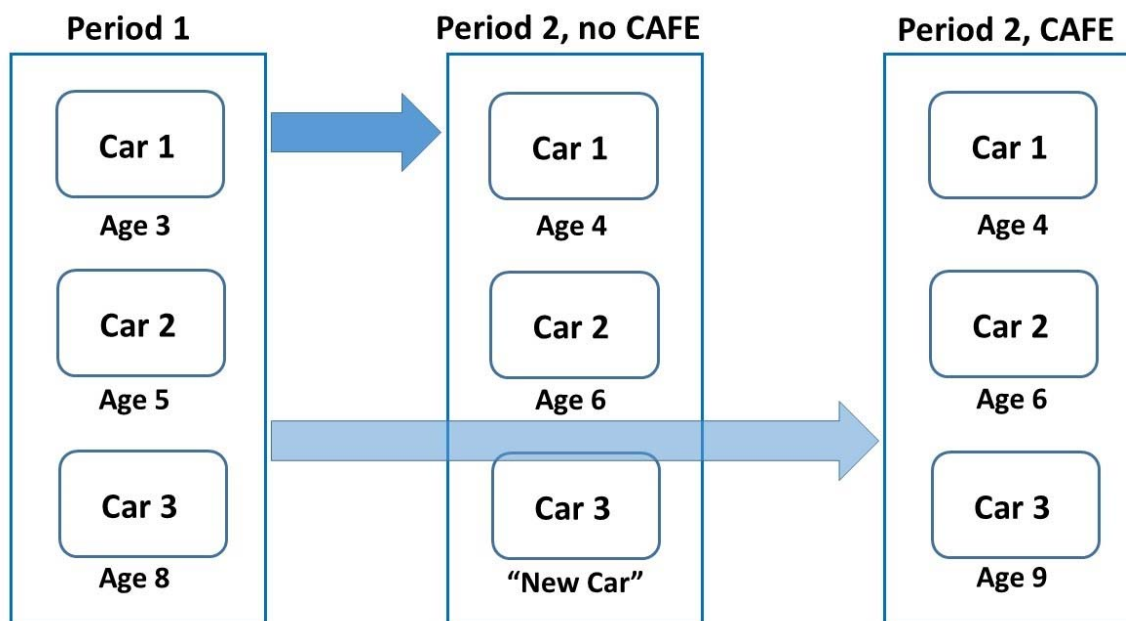 Period 1
Car 1
Age 3
Car 2
Age 5
Car 3
Age 8
Period 2, no CAFE
Car 1
Age 4
Car 2
Age 6
Car 3
“New Car”
Period 2, CAFE
Car 1
Age 4
Car 2
Age 6
Car 3
Age 9